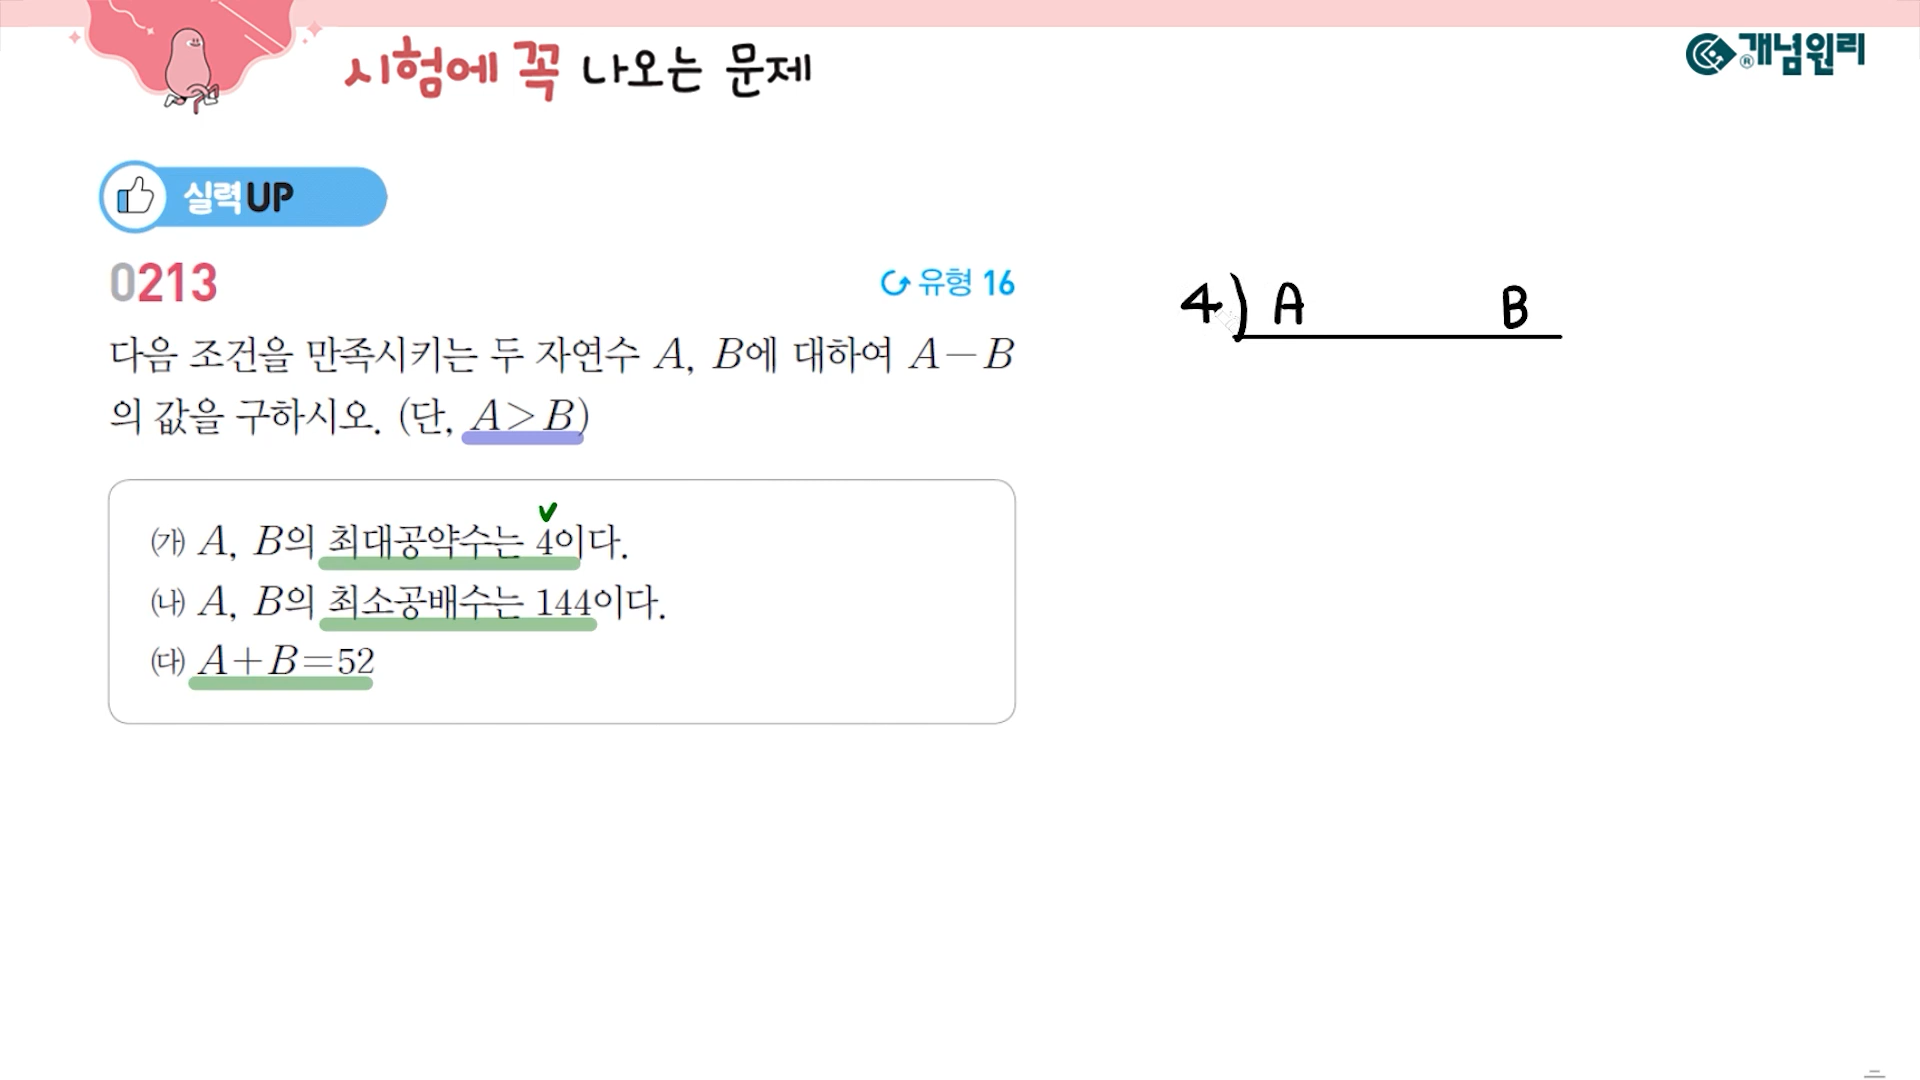 시험에 꼭 나오는 문제
개념원리
실력UP
0213
유형 16
4) A B
다음 조건을 만족시키는 두 자연수 A, B에 대하여 A－B
의 값을 구하시오. (단, A＞B)
㈎ A, B의 최대공약수는 4이다.
㈏ A, B의 최소공배수는 144이다.
㈐ A＋B＝52